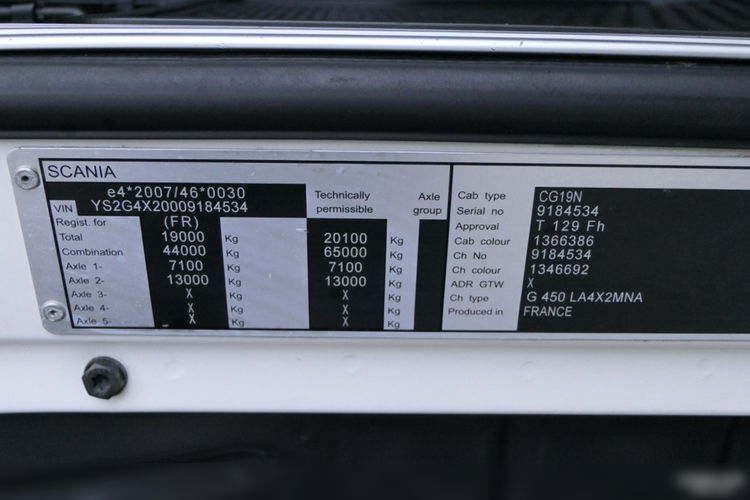 SCANIA
e4*2007/46*0030
VIN YS2G4X20009184534
Technically permissible
Axle group
Regist. for (FR)
Total 19000 Kg 20100 Kg
Combination 44000 Kg 65000 Kg
Axle 1- 7100 Kg 7100 Kg
Axle 2- 13000 Kg 13000 Kg
Axle 3- X Kg X Kg
Axle 4- X Kg X Kg
Axle 5- X Kg X Kg
Cab type CG19N
Serial no 9184534
Approval T 129 Fh
Cab colour 1366386
Ch No 9184534
Ch colour 1346692
ADR GTW X
Ch type G 450 LA4X2MNA
Produced in FRANCE